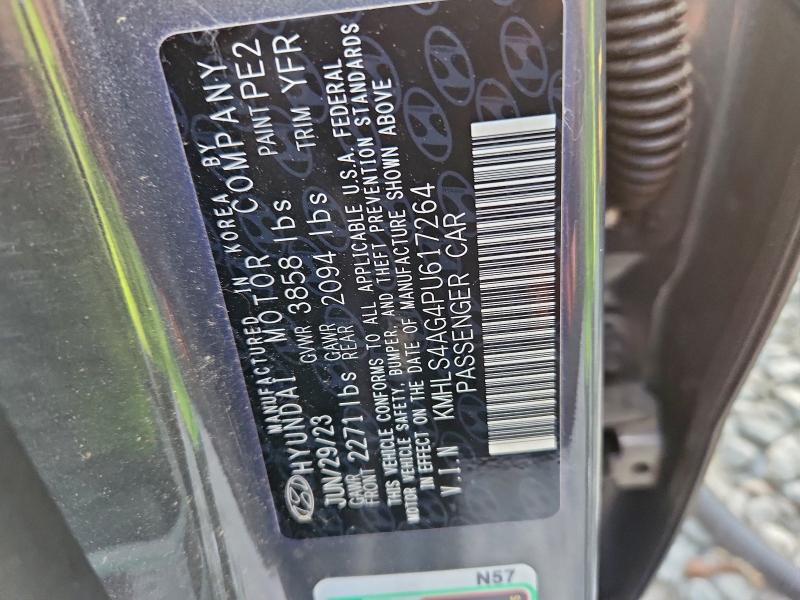 MANUFACTURED IN KOREA BY
HYUNDAI MOTOR COMPANY
JUN/29/23 GVWR 3858 lbs PAINT PE2
GAWR FRONT 2271 lbs GAWR REAR 2094 lbs TRIM YFR
THIS VEHICLE CONFORMS TO ALL APPLICABLE U.S.A. FEDERAL
MOTOR VEHICLE SAFETY, BUMPER, AND THEFT PREVENTION STANDARDS
IN EFFECT ON THE DATE OF MANUFACTURE SHOWN ABOVE
V.I.N KMHLS4AG4PU617264
PASSENGER CAR
N57